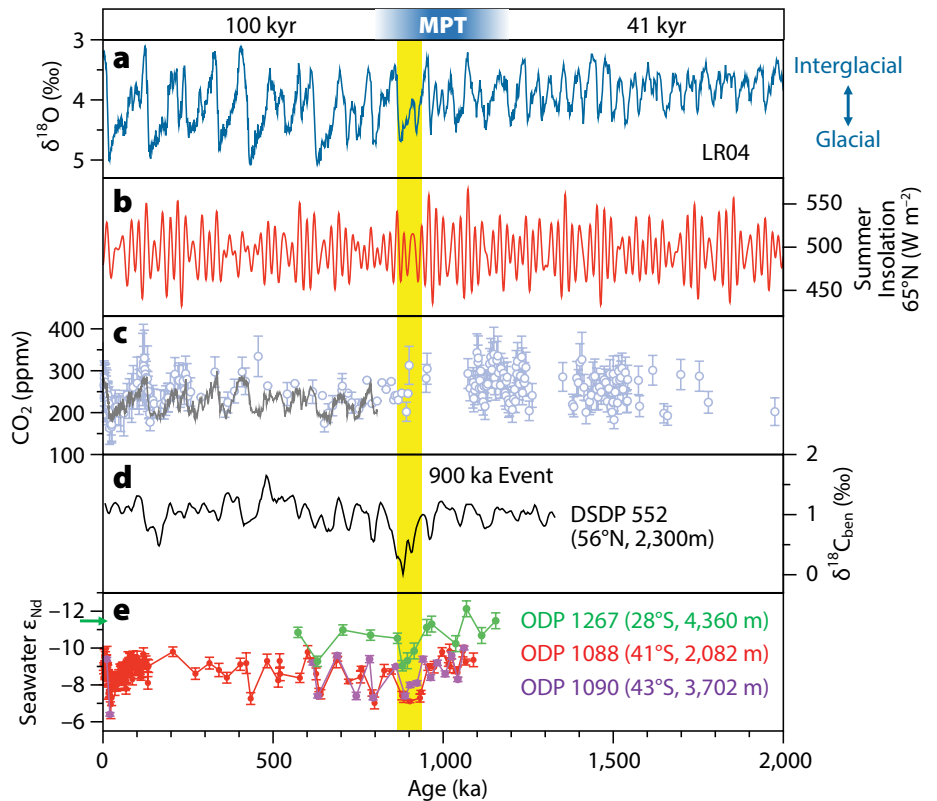 100 kyr
MPT
41 kyr
a
3
4
5
δ¹⁸O (‰)
Interglacial
Glacial
LR04
b
550
500
450
Summer
Insolation
65°N (W m⁻²)
c
400
300
200
100
CO₂ (ppmv)
d
900 ka Event
DSDP 552
(56°N, 2,300m)
2
1
0
δ¹⁸C_ben (‰)
e
−12
−10
−8
−6
Seawater ε_Nd
ODP 1267 (28°S, 4,360 m)
ODP 1088 (41°S, 2,082 m)
ODP 1090 (43°S, 3,702 m)
0
500
1,000
1,500
2,000
Age (ka)